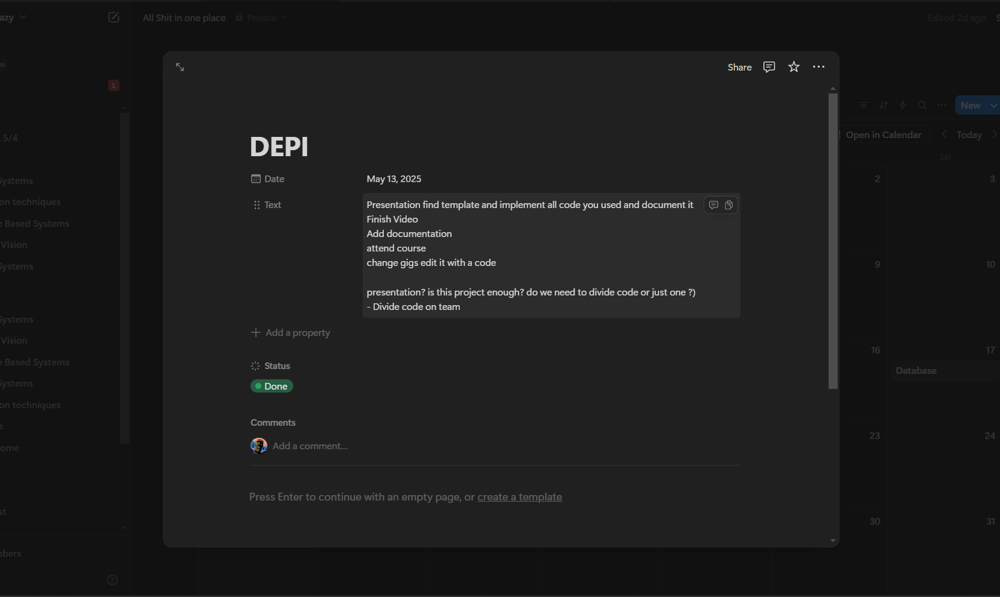 azy
All Shit in one place
Private
Edited 2d ago
S
w
1
5/4
Systems
on techniques
e Based Systems
Vision
Systems
Systems
Vision
e Based Systems
Systems
on techniques
e
ome
st
nbers
Share
DEPI
Date
May 13, 2025
Text
Presentation find template and implement all code you used and document it
Finish Video
Add documentation
attend course
change gigs edit it with a code
presentation? is this project enough? do we need to divide code or just one ?)
- Divide code on team
Add a property
Status
Done
Comments
Add a comment...
Press Enter to continue with an empty page, or create a template
New
Open in Calendar
Today
Sat
2
3
9
10
16
17
Database
23
24
30
31